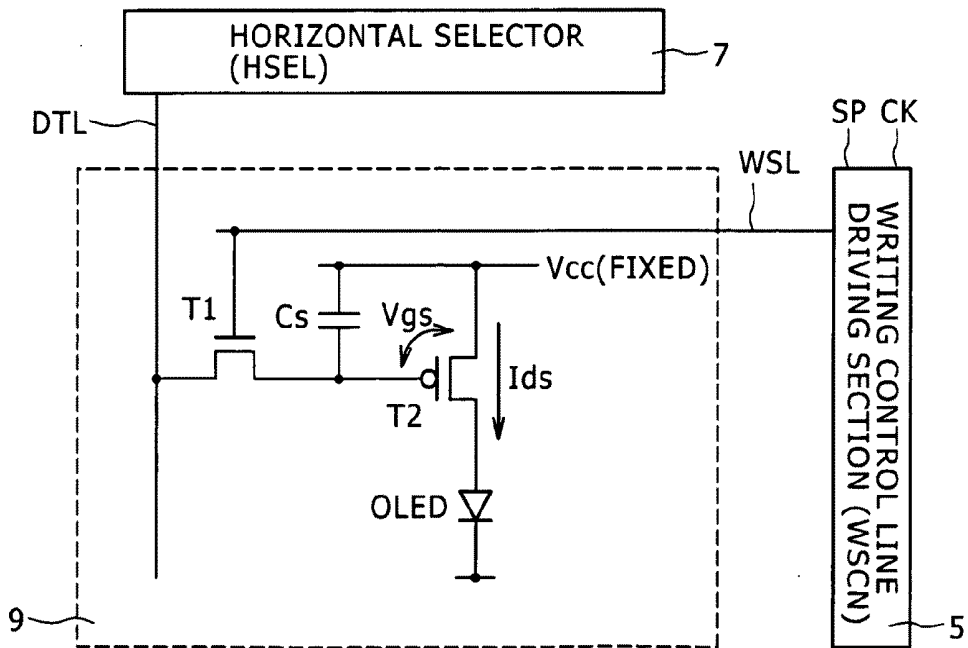 HORIZONTAL SELECTOR
(HSEL)
7
DTL
SP CK
WSL
WRITING CONTROL LINE
DRIVING SECTION (WSCN)
Vcc(FIXED)
T1
Cs
Vgs
Ids
T2
OLED
9
5